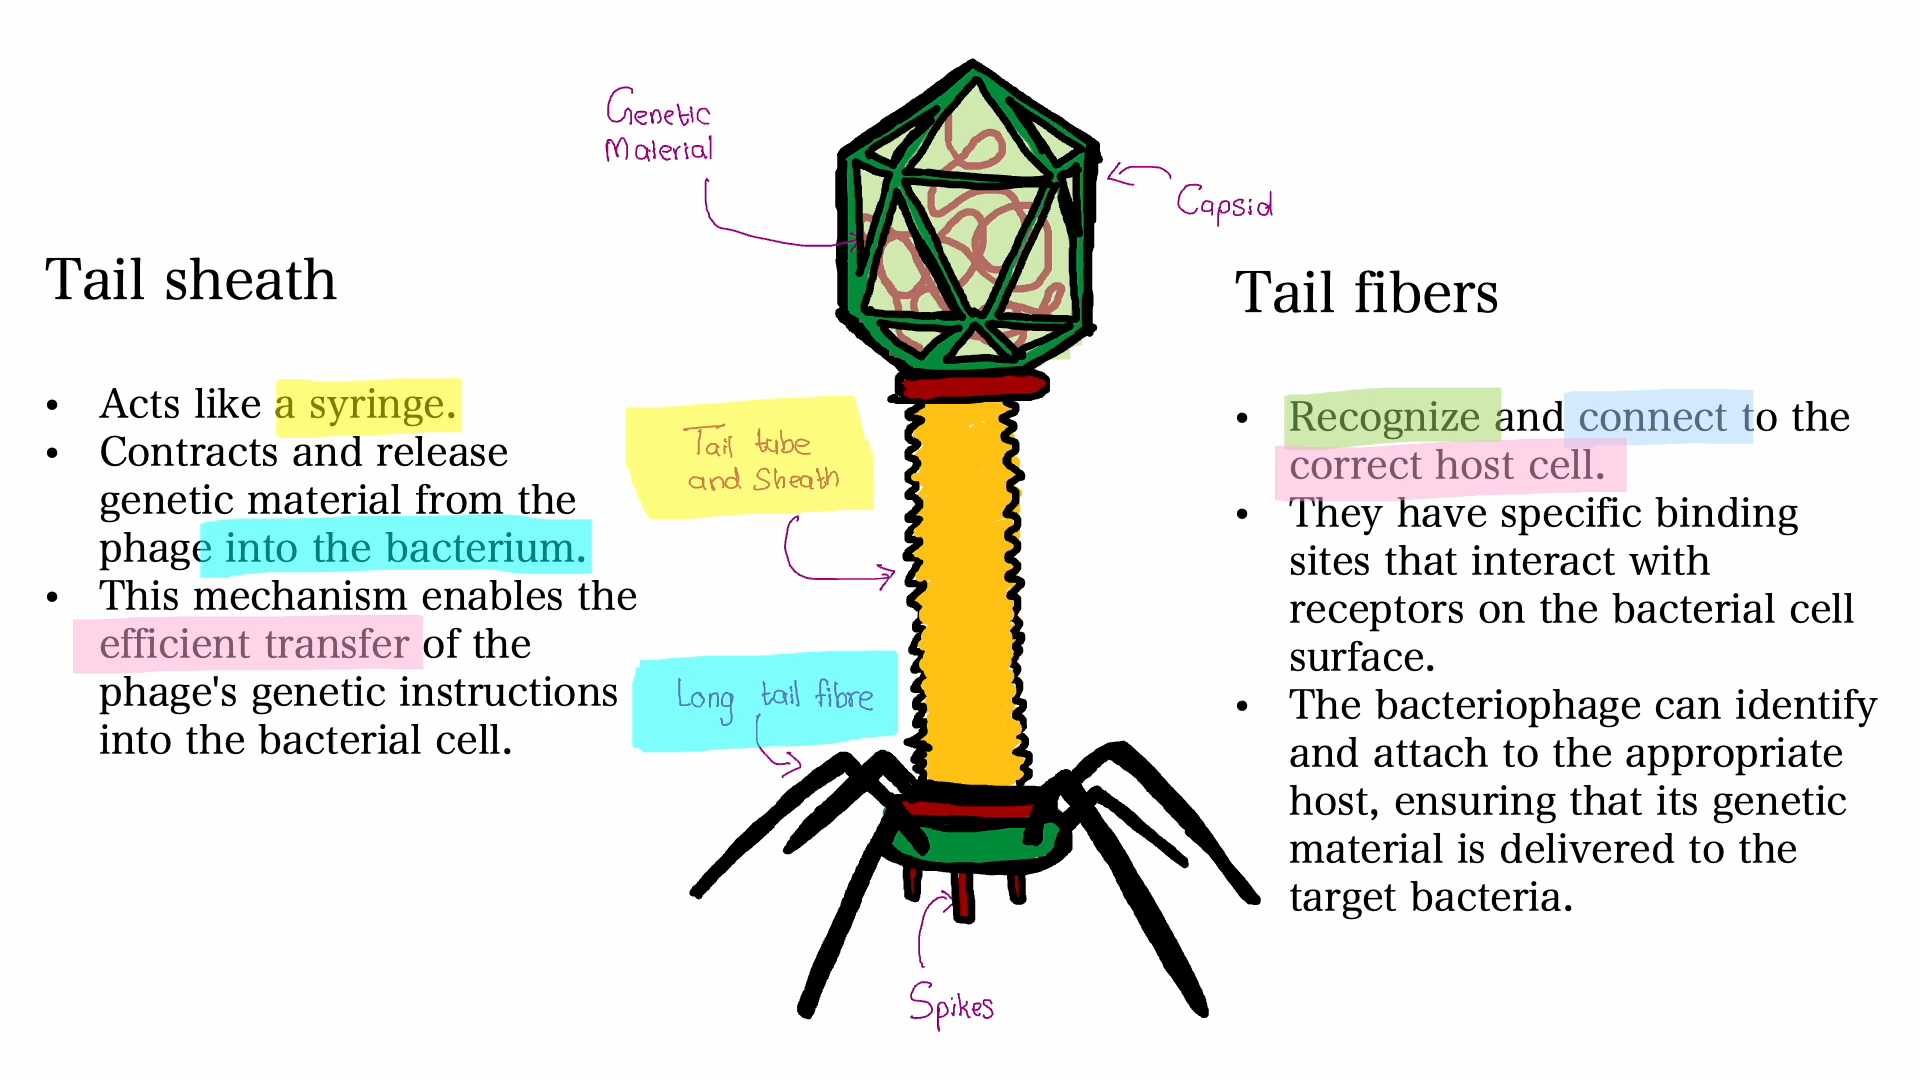 Genetic
Material
Capsid
Tail sheath
• Acts like a syringe.
• Contracts and release
genetic material from the
phage into the bacterium.
• This mechanism enables the
efficient transfer of the
phage's genetic instructions
into the bacterial cell.
Tail tube
and Sheath
Long tail fibre
Spikes
Tail fibers
• Recognize and connect to the
correct host cell.
• They have specific binding
sites that interact with
receptors on the bacterial cell
surface.
• The bacteriophage can identify
and attach to the appropriate
host, ensuring that its genetic
material is delivered to the
target bacteria.